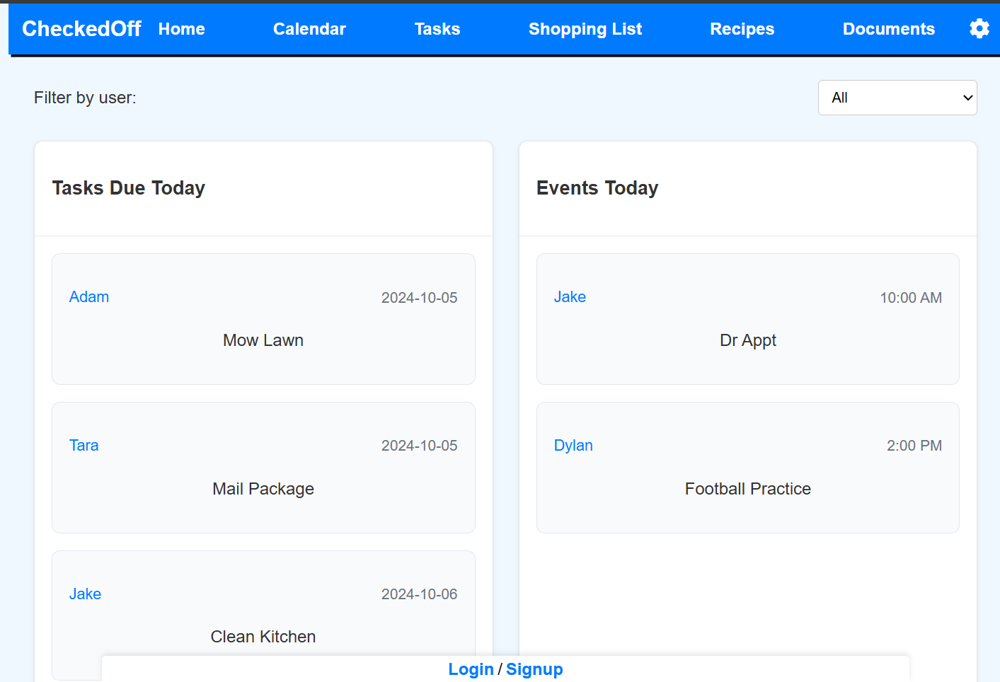 CheckedOff Home Calendar Tasks Shopping List Recipes Documents
Filter by user: All
Tasks Due Today
Adam 2024-10-05
Mow Lawn
Tara 2024-10-05
Mail Package
Jake 2024-10-06
Clean Kitchen
Events Today
Jake 10:00 AM
Dr Appt
Dylan 2:00 PM
Football Practice
Login / Signup